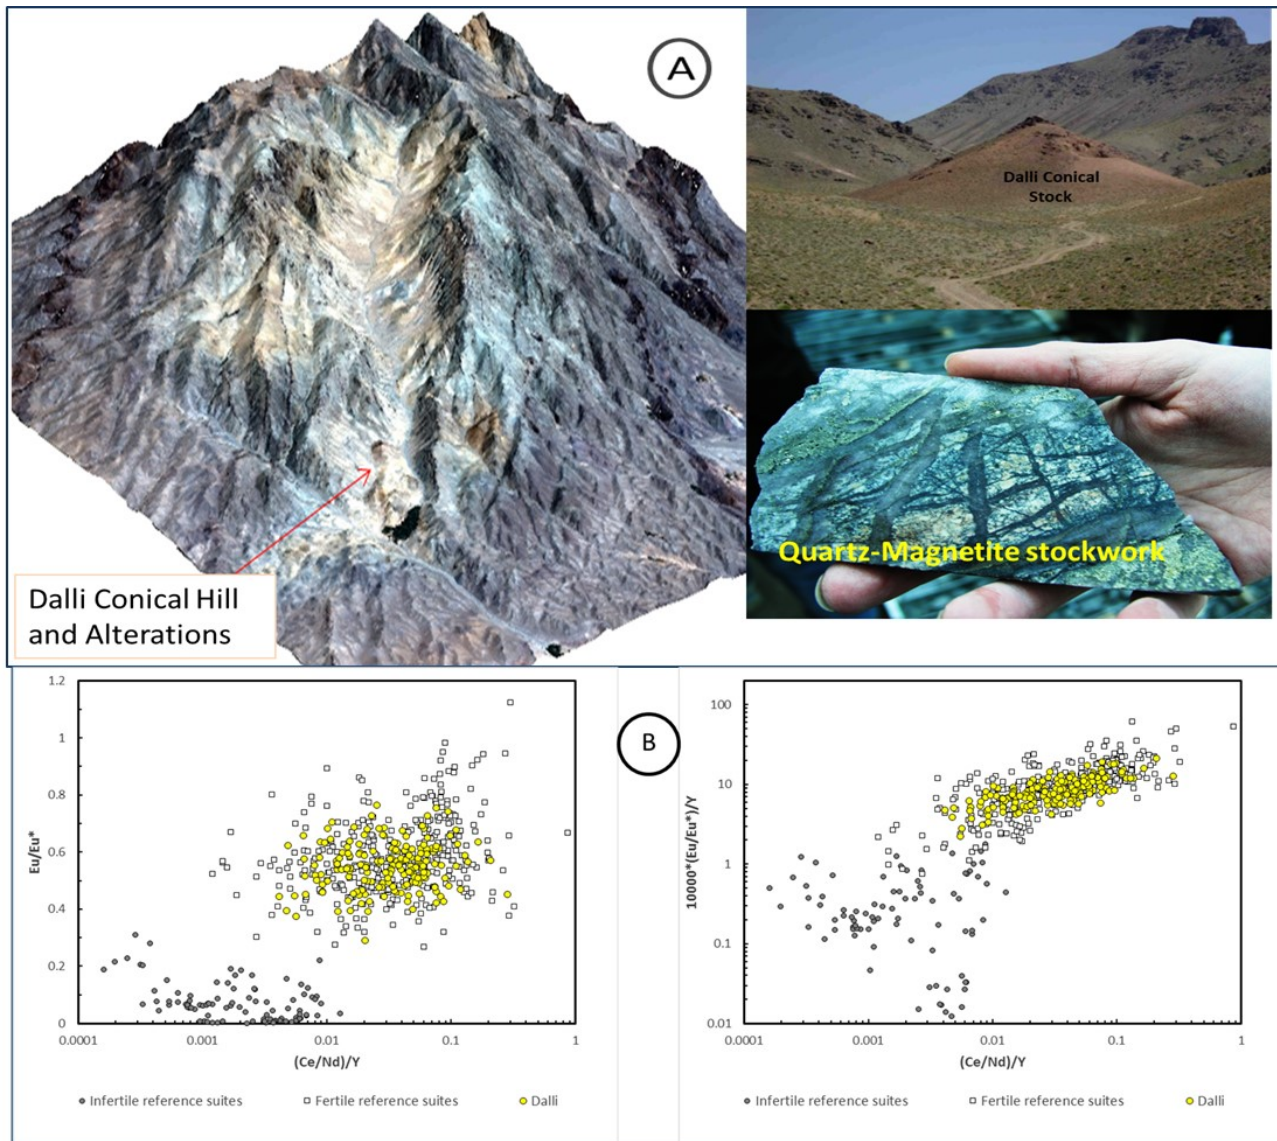 A
Dalli Conical Hill
and Alterations
Dalli Conical
Stock
Quartz-Magnetite stockwork
B
Eu/Eu*
1.2
1
0.8
0.6
0.4
0.2
0
0.0001
0.001
0.01
0.1
1
(Ce/Nd)/Y
Infertile reference suites
Fertile reference suites
Dalli
10000*(Eu/Eu*)/Y
100
10
1
0.1
0.01
0.0001
0.001
0.01
0.1
1
(Ce/Nd)/Y
Infertile reference suites
Fertile reference suites
Dalli